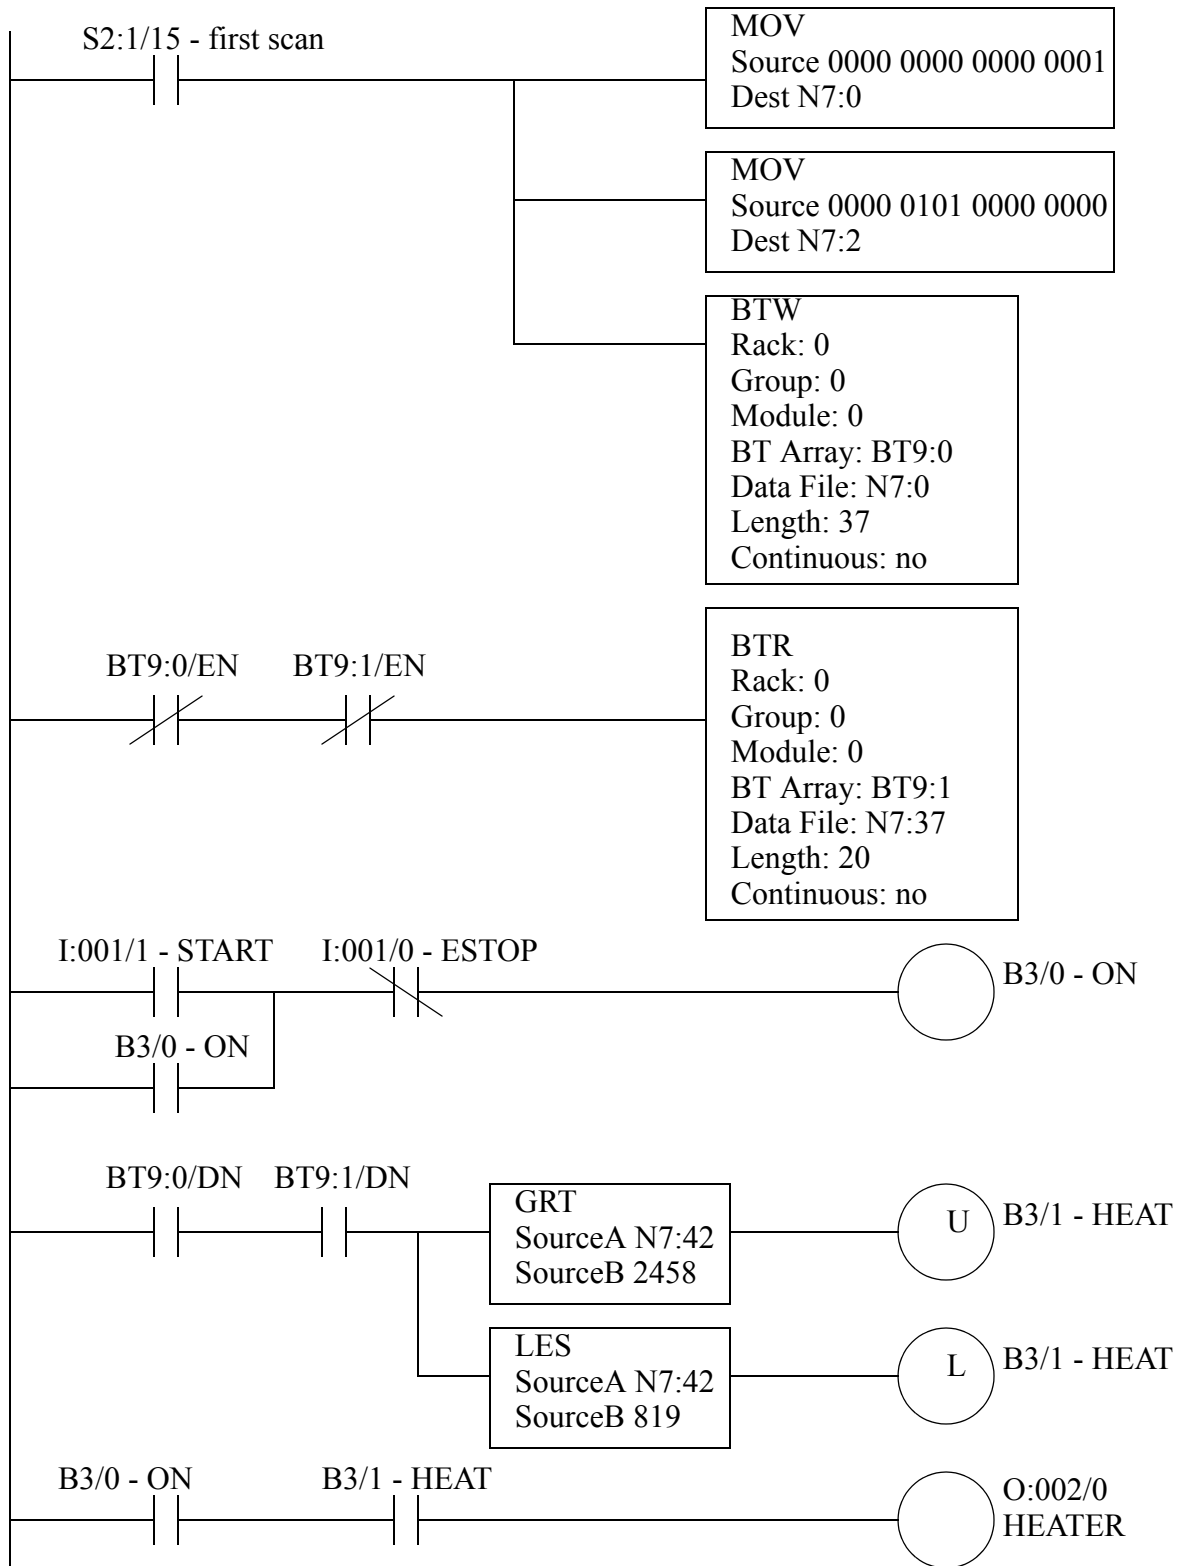 S2:1/15 - first scan
MOV
Source 0000 0000 0000 0001
Dest N7:0
MOV
Source 0000 0101 0000 0000
Dest N7:2
BTW
Rack: 0
Group: 0
Module: 0
BT Array: BT9:0
Data File: N7:0
Length: 37
Continuous: no
BT9:0/EN
BT9:1/EN
BTR
Rack: 0
Group: 0
Module: 0
BT Array: BT9:1
Data File: N7:37
Length: 20
Continuous: no
I:001/1 - START
I:001/0 - ESTOP
B3/0 - ON
B3/0 - ON
BT9:0/DN
BT9:1/DN
GRT
SourceA N7:42
SourceB 2458
U
B3/1 - HEAT
LES
SourceA N7:42
SourceB 819
L
B3/1 - HEAT
B3/0 - ON
B3/1 - HEAT
O:002/0
HEATER